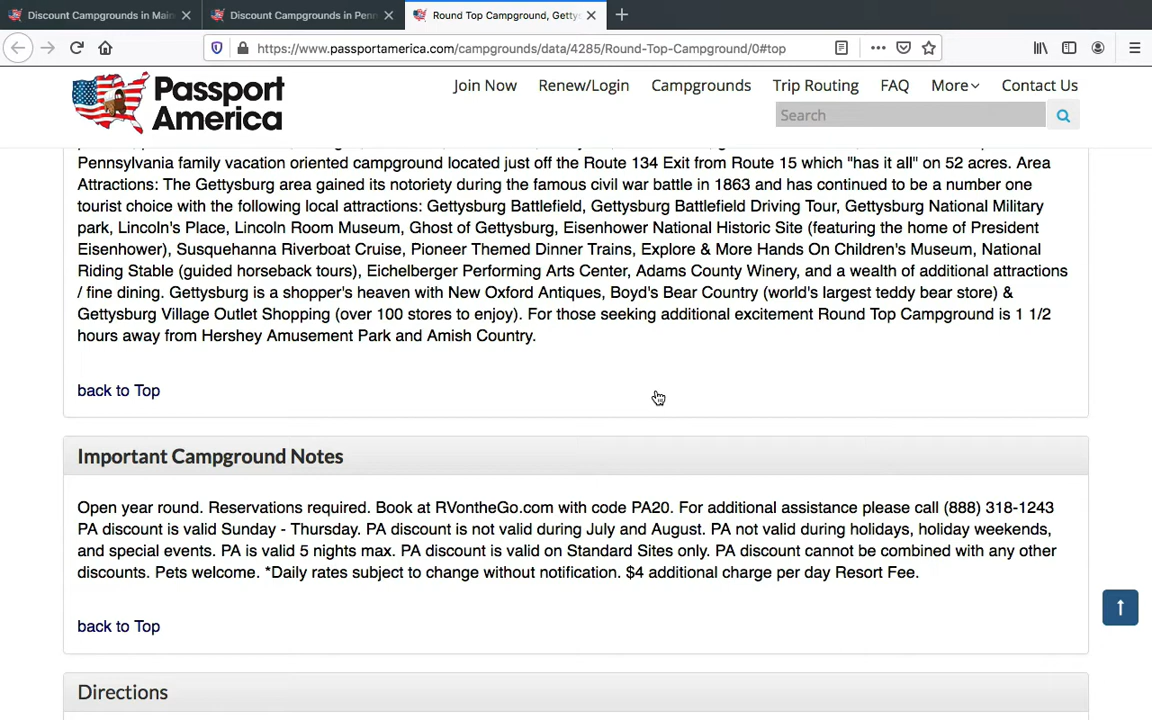 Discount Campgrounds in Main
Discount Campgrounds in Penn
Round Top Campground, Gettys
https://www.passportamerica.com/campgrounds/data/4285/Round-Top-Campground/0#top
Passport America
Join Now Renew/Login Campgrounds Trip Routing FAQ More Contact Us
Search
Pennsylvania family vacation oriented campground located just off the Route 134 Exit from Route 15 which "has it all" on 52 acres. Area
Attractions: The Gettysburg area gained its notoriety during the famous civil war battle in 1863 and has continued to be a number one
tourist choice with the following local attractions: Gettysburg Battlefield, Gettysburg Battlefield Driving Tour, Gettysburg National Military
park, Lincoln's Place, Lincoln Room Museum, Ghost of Gettysburg, Eisenhower National Historic Site (featuring the home of President
Eisenhower), Susquehanna Riverboat Cruise, Pioneer Themed Dinner Trains, Explore & More Hands On Children's Museum, National
Riding Stable (guided horseback tours), Eichelberger Performing Arts Center, Adams County Winery, and a wealth of additional attractions
/ fine dining. Gettysburg is a shopper's heaven with New Oxford Antiques, Boyd's Bear Country (world's largest teddy bear store) &
Gettysburg Village Outlet Shopping (over 100 stores to enjoy). For those seeking additional excitement Round Top Campground is 1 1/2
hours away from Hershey Amusement Park and Amish Country.
back to Top
Important Campground Notes
Open year round. Reservations required. Book at RVontheGo.com with code PA20. For additional assistance please call (888) 318-1243
PA discount is valid Sunday - Thursday. PA discount is not valid during July and August. PA not valid during holidays, holiday weekends,
and special events. PA is valid 5 nights max. PA discount is valid on Standard Sites only. PA discount cannot be combined with any other
discounts. Pets welcome. *Daily rates subject to change without notification. $4 additional charge per day Resort Fee.
back to Top
Directions